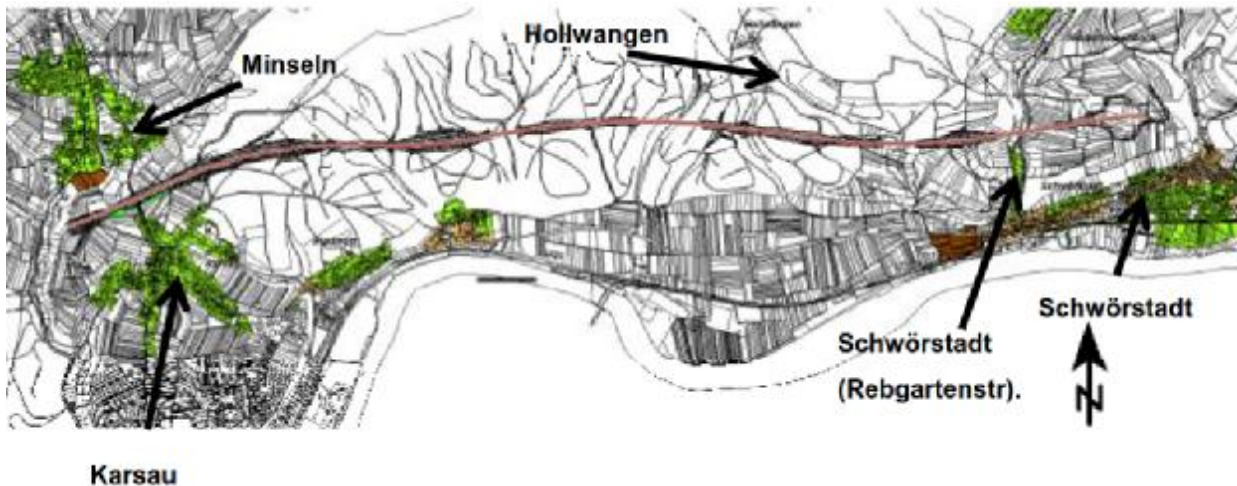 Hollwangen
Minseln
Schwörstadt
Schwörstadt
(Rebgartenstr).
N
Karsau